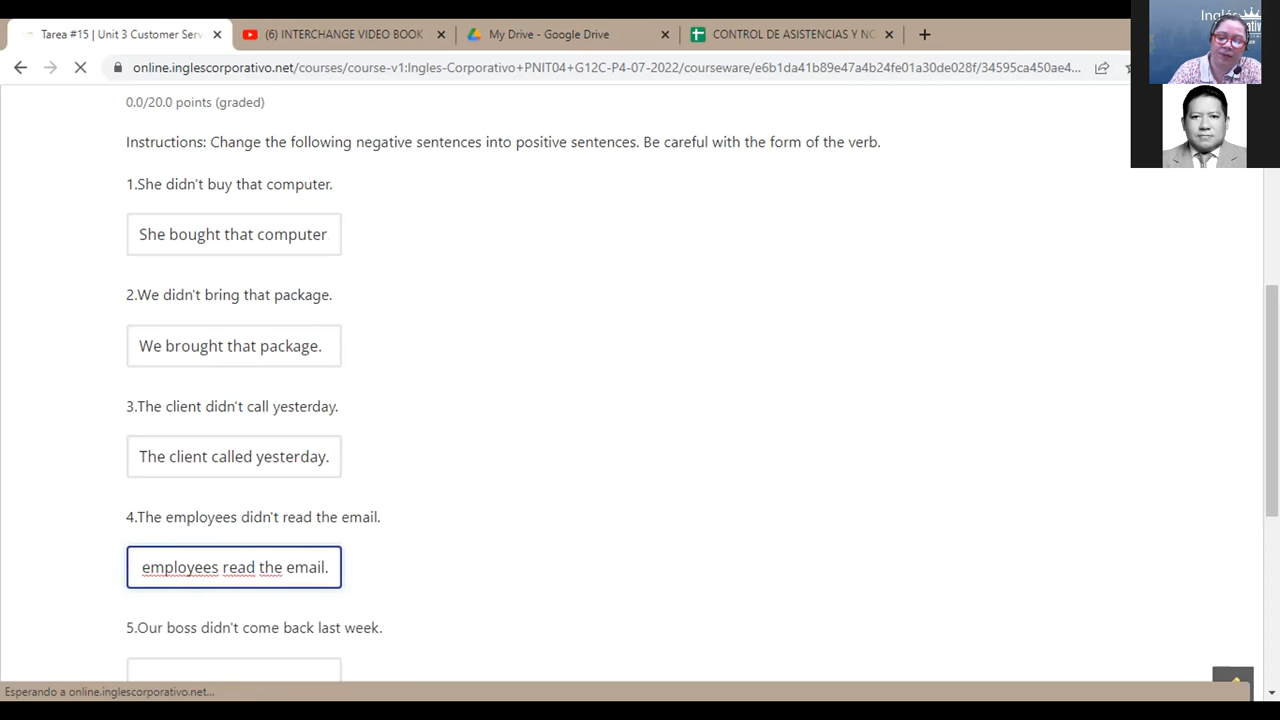 Tarea #15 | Unit 3 Customer Serv
(6) INTERCHANGE VIDEO BOOK
My Drive - Google Drive
CONTROL DE ASISTENCIAS Y NO
Inglés
online.inglescorporativo.net/courses/course-v1:Ingles-Corporativo+PNIT04+G12C-P4-07-2022/courseware/e6b1da41b89e47a4b24fe01a30de028f/34595ca450ae4...
0.0/20.0 points (graded)
Instructions: Change the following negative sentences into positive sentences. Be careful with the form of the verb.
1.She didn't buy that computer.
She bought that computer
2.We didn't bring that package.
We brought that package.
3.The client didn't call yesterday.
The client called yesterday.
4.The employees didn't read the email.
employees read the email.
5.Our boss didn't come back last week.
Esperando a online.inglescorporativo.net...